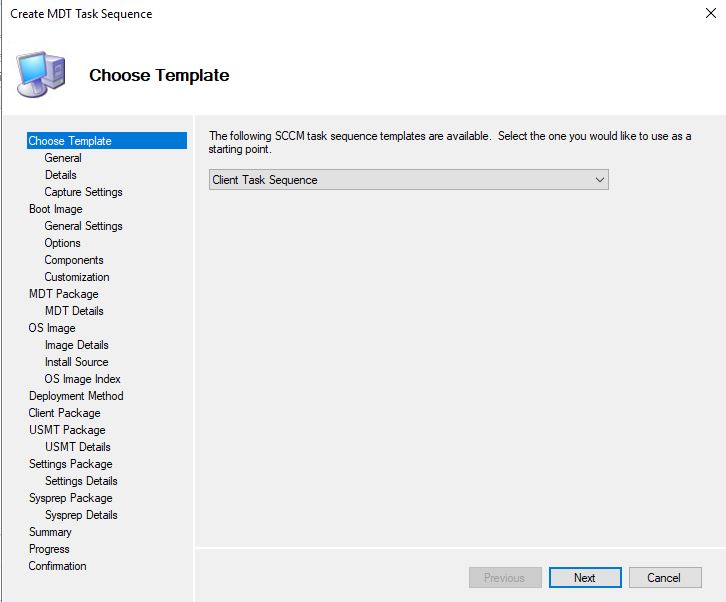 Create MDT Task Sequence
Choose Template
Choose Template
General
Details
Capture Settings
Boot Image
General Settings
Options
Components
Customization
MDT Package
MDT Details
OS Image
Image Details
Install Source
OS Image Index
Deployment Method
Client Package
USMT Package
USMT Details
Settings Package
Settings Details
Sysprep Package
Sysprep Details
Summary
Progress
Confirmation
The following SCCM task sequence templates are available.  Select the one you would like to use as a
starting point.
Client Task Sequence
Previous
Next
Cancel